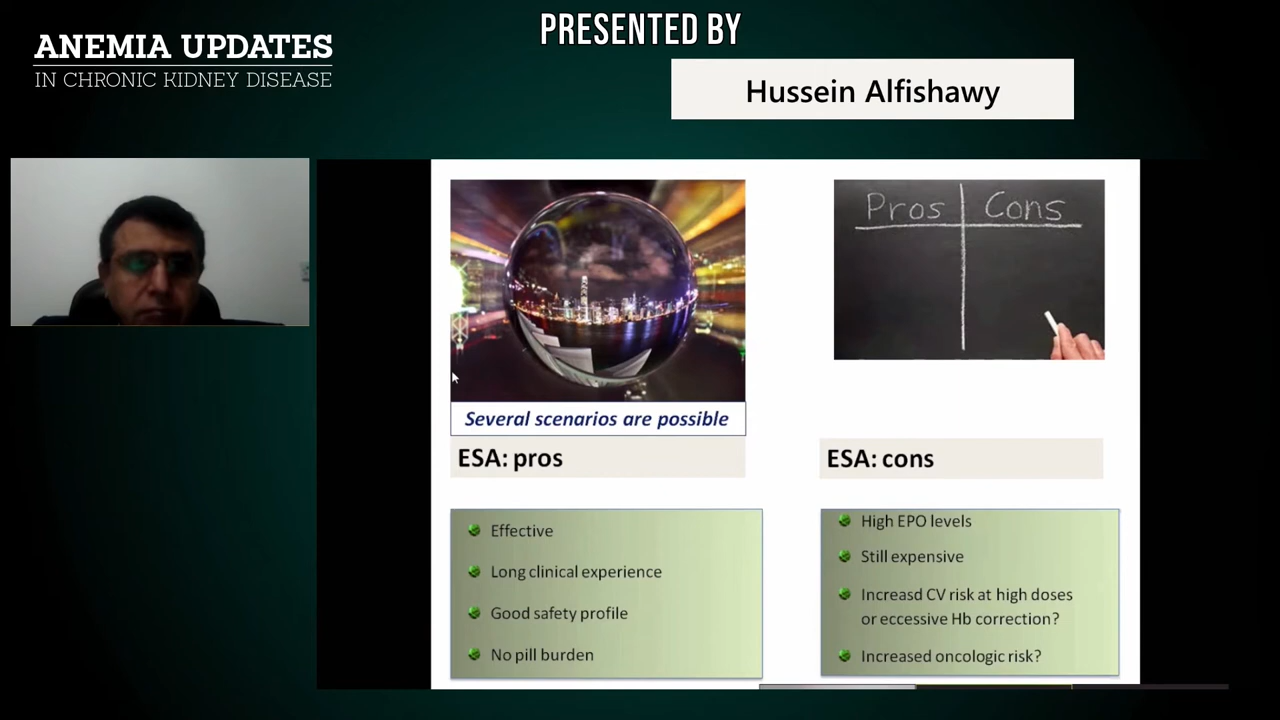 ANEMIA UPDATES
IN CHRONIC KIDNEY DISEASE
PRESENTED BY
Hussein Alfishawy
Pros
Cons
Several scenarios are possible
ESA: pros
Effective
Long clinical experience
Good safety profile
No pill burden
ESA: cons
High EPO levels
Still expensive
Increasd CV risk at high doses
or eccessive Hb correction?
Increased oncologic risk?